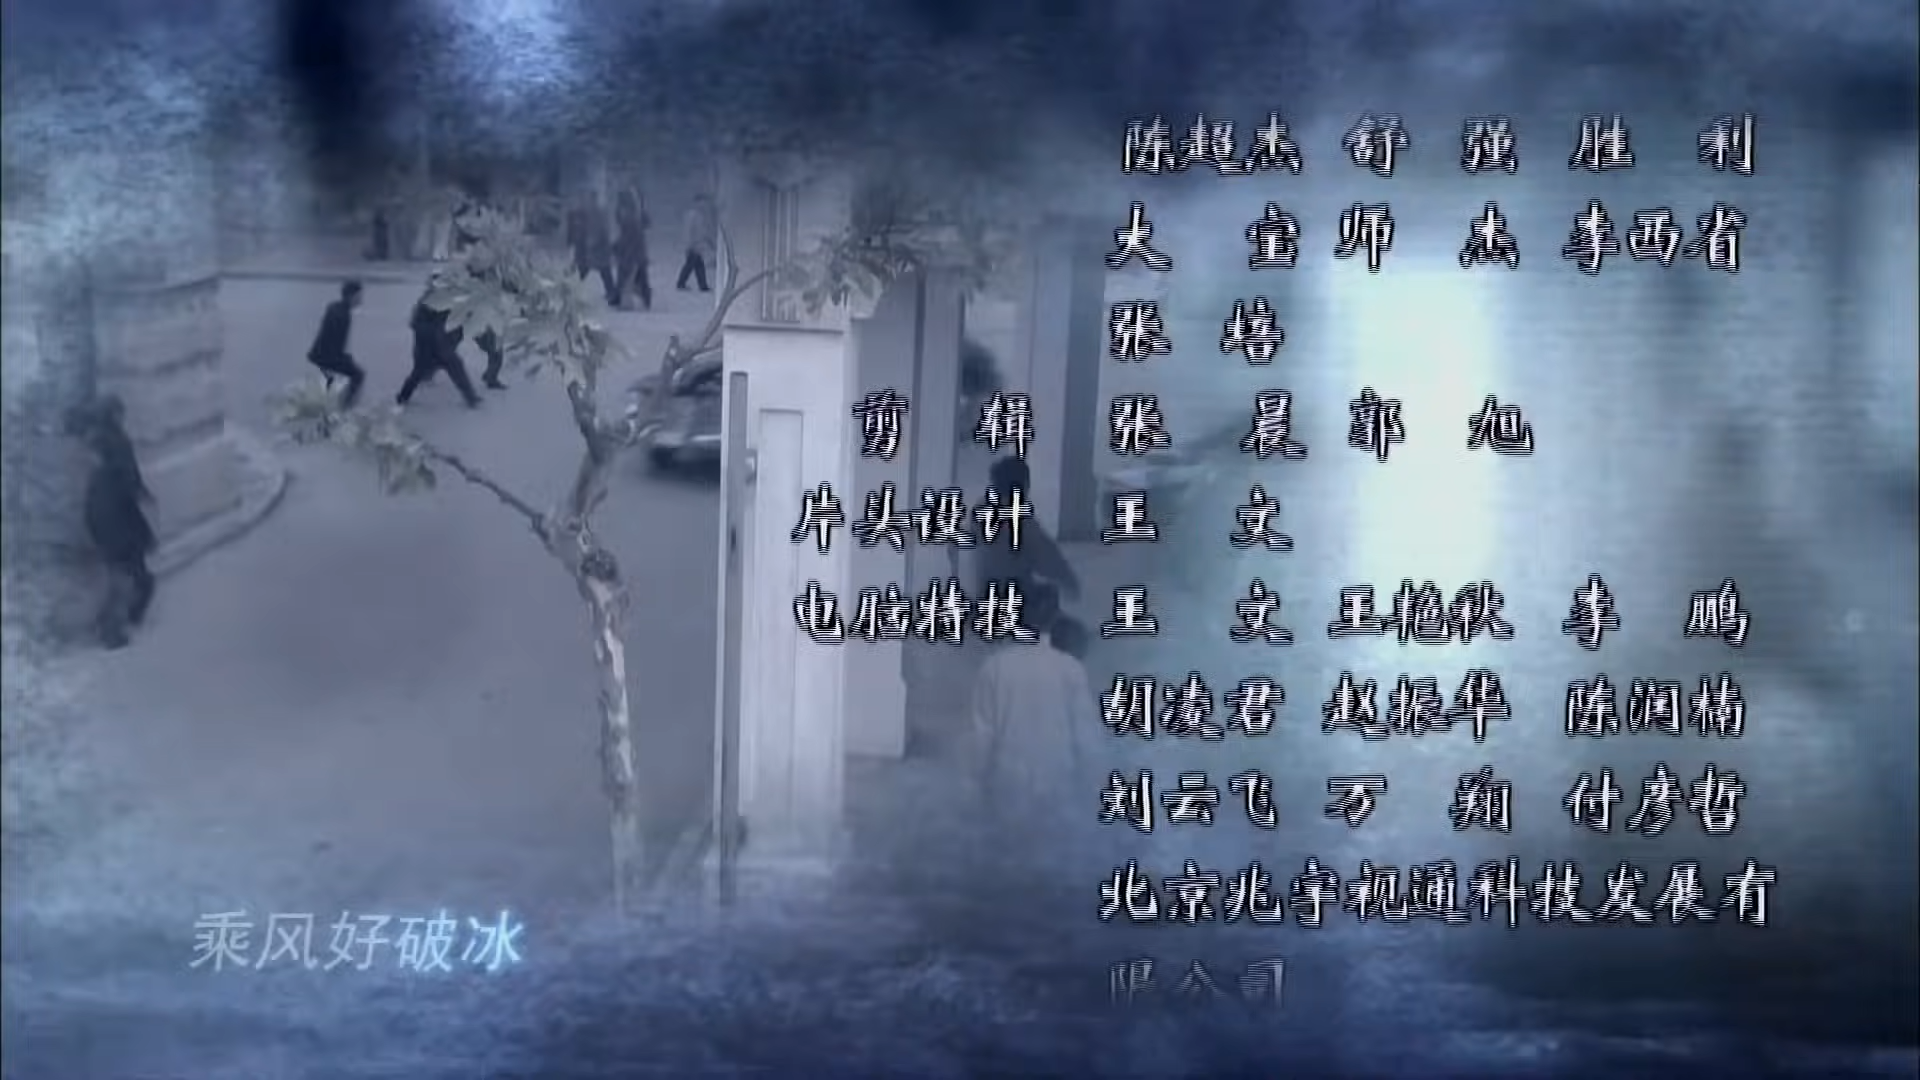 陈超杰 舒强 胜利
大宝 师杰 李西省
张培
剪辑 张晨 郭旭
片头设计 王文
电脑特技 王文 王艳秋 李鹏
胡凌君 赵振华 陈润楠
刘云飞 万翔 付彦哲
北京兆宇视通科技发展有
限公司
乘风好破冰